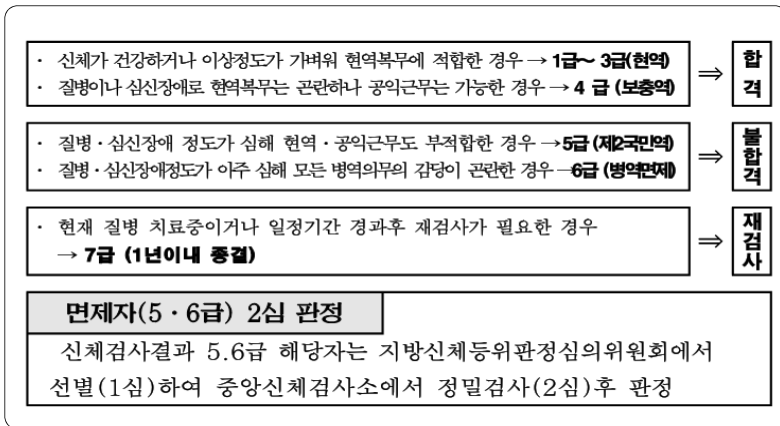 · 신체가 건강하거나 이상정도가 가벼워 현역복무에 적합한 경우 → 1급~ 3급(현역)
· 질병이나 심신장애로 현역복무는 곤란하나 공익근무는 가능한 경우 → 4 급 (보충역)
⇒ 합격
· 질병·심신장애 정도가 심해 현역·공익근무도 부적합한 경우 →5급 (제2국민역)
· 질병·심신장애정도가 아주 심해 모든 병역의무의 감당이 곤란한 경우 →6급 (병역면제)
⇒ 불합격
· 현재 질병 치료중이거나 일정기간 경과후 재검사가 필요한 경우
→ 7급 (1년이내 종결)
⇒ 재검사
면제자(5·6급) 2심 판정
신체검사결과 5.6급 해당자는 지방신체등위판정심의위원회에서
선별(1심)하여 중앙신체검사소에서 정밀검사(2심)후 판정